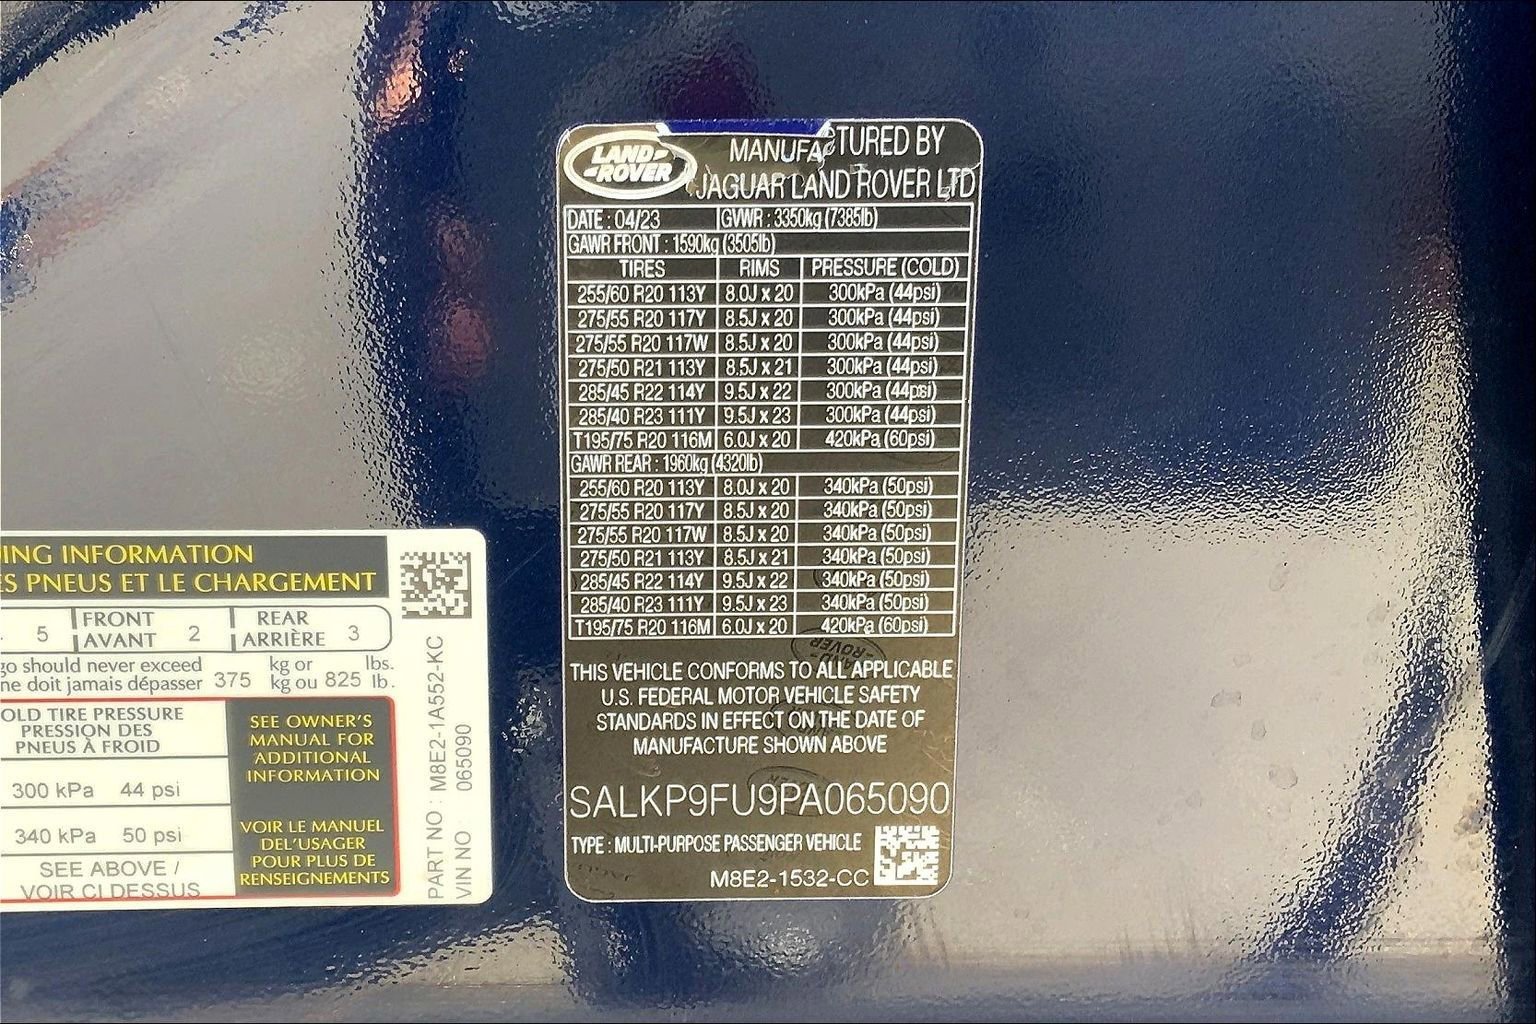 LAND-
-ROVER
MANUFACTURED BY
JAGUAR LAND ROVER LTD
DATE : 04/23 GVWR : 3350kg (7385lb)
GAWR FRONT : 1590kg (3505lb)
TIRES RIMS PRESSURE (COLD)
255/60 R20 113Y 8.0J x 20 300kPa (44psi)
275/55 R20 117Y 8.5J x 20 300kPa (44psi)
275/55 R20 117W 8.5J x 20 300kPa (44psi)
275/50 R21 113Y 8.5J x 21 300kPa (44psi)
285/45 R22 114Y 9.5J x 22 300kPa (44psi)
285/40 R23 111Y 9.5J x 23 300kPa (44psi)
T195/75 R20 116M 6.0J x 20 420kPa (60psi)
GAWR REAR : 1960kg (4320lb)
255/60 R20 113Y 8.0J x 20 340kPa (50psi)
275/55 R20 117Y 8.5J x 20 340kPa (50psi)
275/55 R20 117W 8.5J x 20 340kPa (50psi)
275/50 R21 113Y 8.5J x 21 340kPa (50psi)
285/45 R22 114Y 9.5J x 22 340kPa (50psi)
285/40 R23 111Y 9.5J x 23 340kPa (50psi)
T195/75 R20 116M 6.0J x 20 420kPa (60psi)
THIS VEHICLE CONFORMS TO ALL APPLICABLE
U.S. FEDERAL MOTOR VEHICLE SAFETY
STANDARDS IN EFFECT ON THE DATE OF
MANUFACTURE SHOWN ABOVE
SALKP9FU9PA065090
TYPE : MULTI-PURPOSE PASSENGER VEHICLE
M8E2-1532-CC
ING INFORMATION
ES PNEUS ET LE CHARGEMENT
5 FRONT AVANT 2 REAR ARRIÈRE 3
go should never exceed 375 kg or 825 lbs.
ne doit jamais dépasser kg ou lb.
OLD TIRE PRESSURE
PRESSION DES
PNEUS À FROID
300 kPa 44 psi
340 kPa 50 psi
SEE ABOVE /
VOIR CI DESSUS
SEE OWNER'S
MANUAL FOR
ADDITIONAL
INFORMATION
VOIR LE MANUEL
DEL'USAGER
POUR PLUS DE
RENSEIGNEMENTS
PART NO : M8E2-1A552-KC
VIN NO : 065090